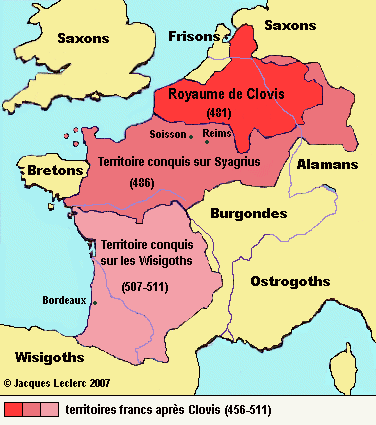 Saxons
Frisons
Saxons
Royaume de Clovis
(481)
Soisson
Reims
Territoire conquis sur Syagrius
(486)
Bretons
Alamans
Burgondes
Territoire conquis
sur les Wisigoths
(507-511)
Ostrogoths
Bordeaux
Wisigoths
© Jacques Leclerc 2007
territoires francs après Clovis (456-511)